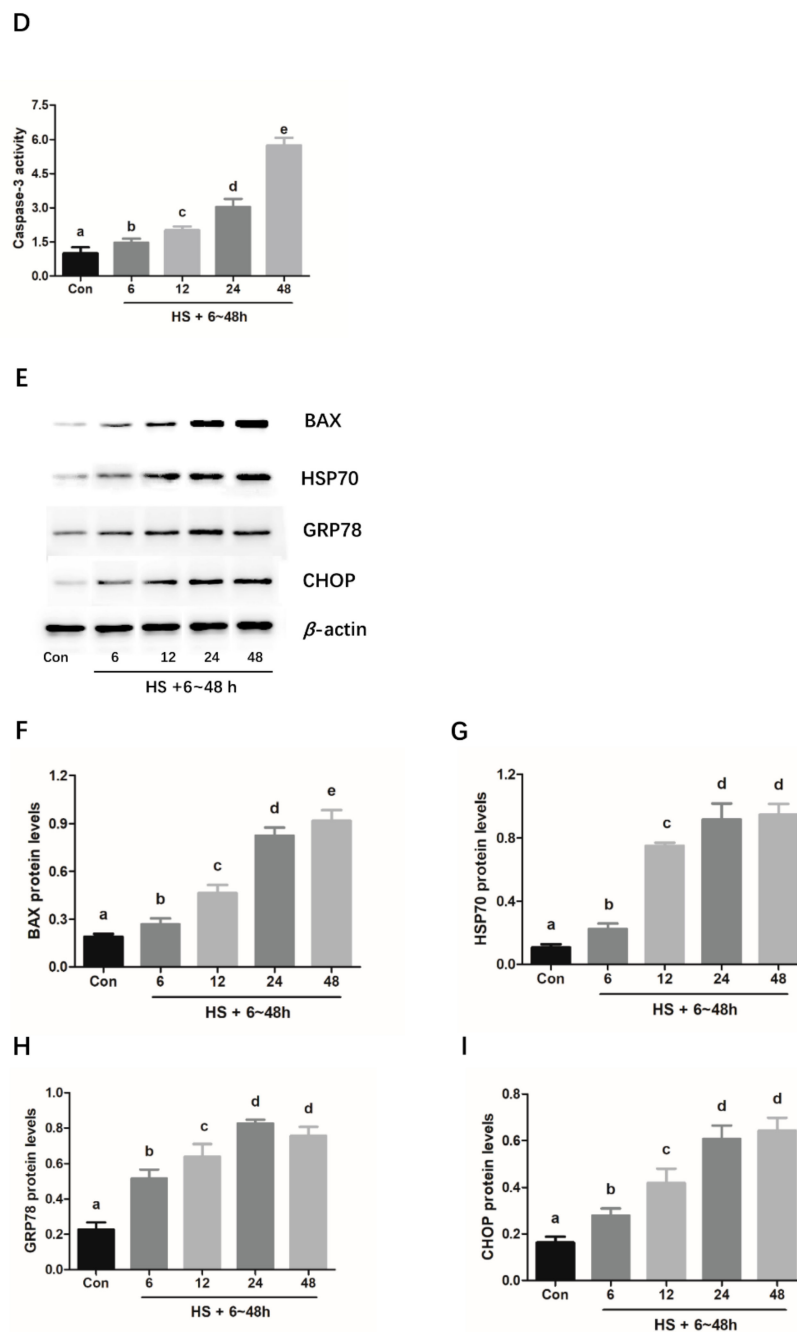 D
7.5
6.0
4.5
3.0
1.5
0.0
Caspase-3 activity
a
b
c
d
e
Con 6 12 24 48
HS + 6~48h
E
BAX
HSP70
GRP78
CHOP
β-actin
Con 6 12 24 48
HS +6~48 h
F
1.2
0.9
0.6
0.3
0.0
BAX protein levels
a
b
c
d
e
Con 6 12 24 48
HS + 6~48h
G
1.2
0.8
0.4
0.0
HSP70 protein levels
a
b
c
d
d
Con 6 12 24 48
HS + 6~48h
H
1.0
0.8
0.6
0.4
0.2
0.0
GRP78 protein levels
a
b
c
d
d
Con 6 12 24 48
HS + 6~48h
I
0.8
0.6
0.4
0.2
0.0
CHOP protein levels
a
b
c
d
d
Con 6 12 24 48
HS + 6~48h